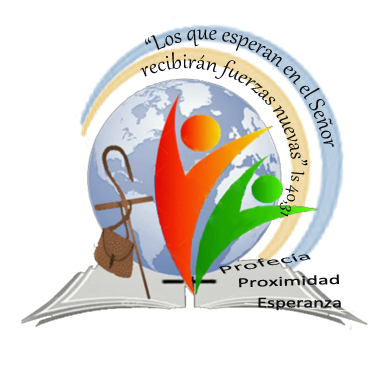 “Los que esperan en el Señor
recibirán fuerzas nuevas” Is 40,31
Profecía
Proximidad
Esperanza